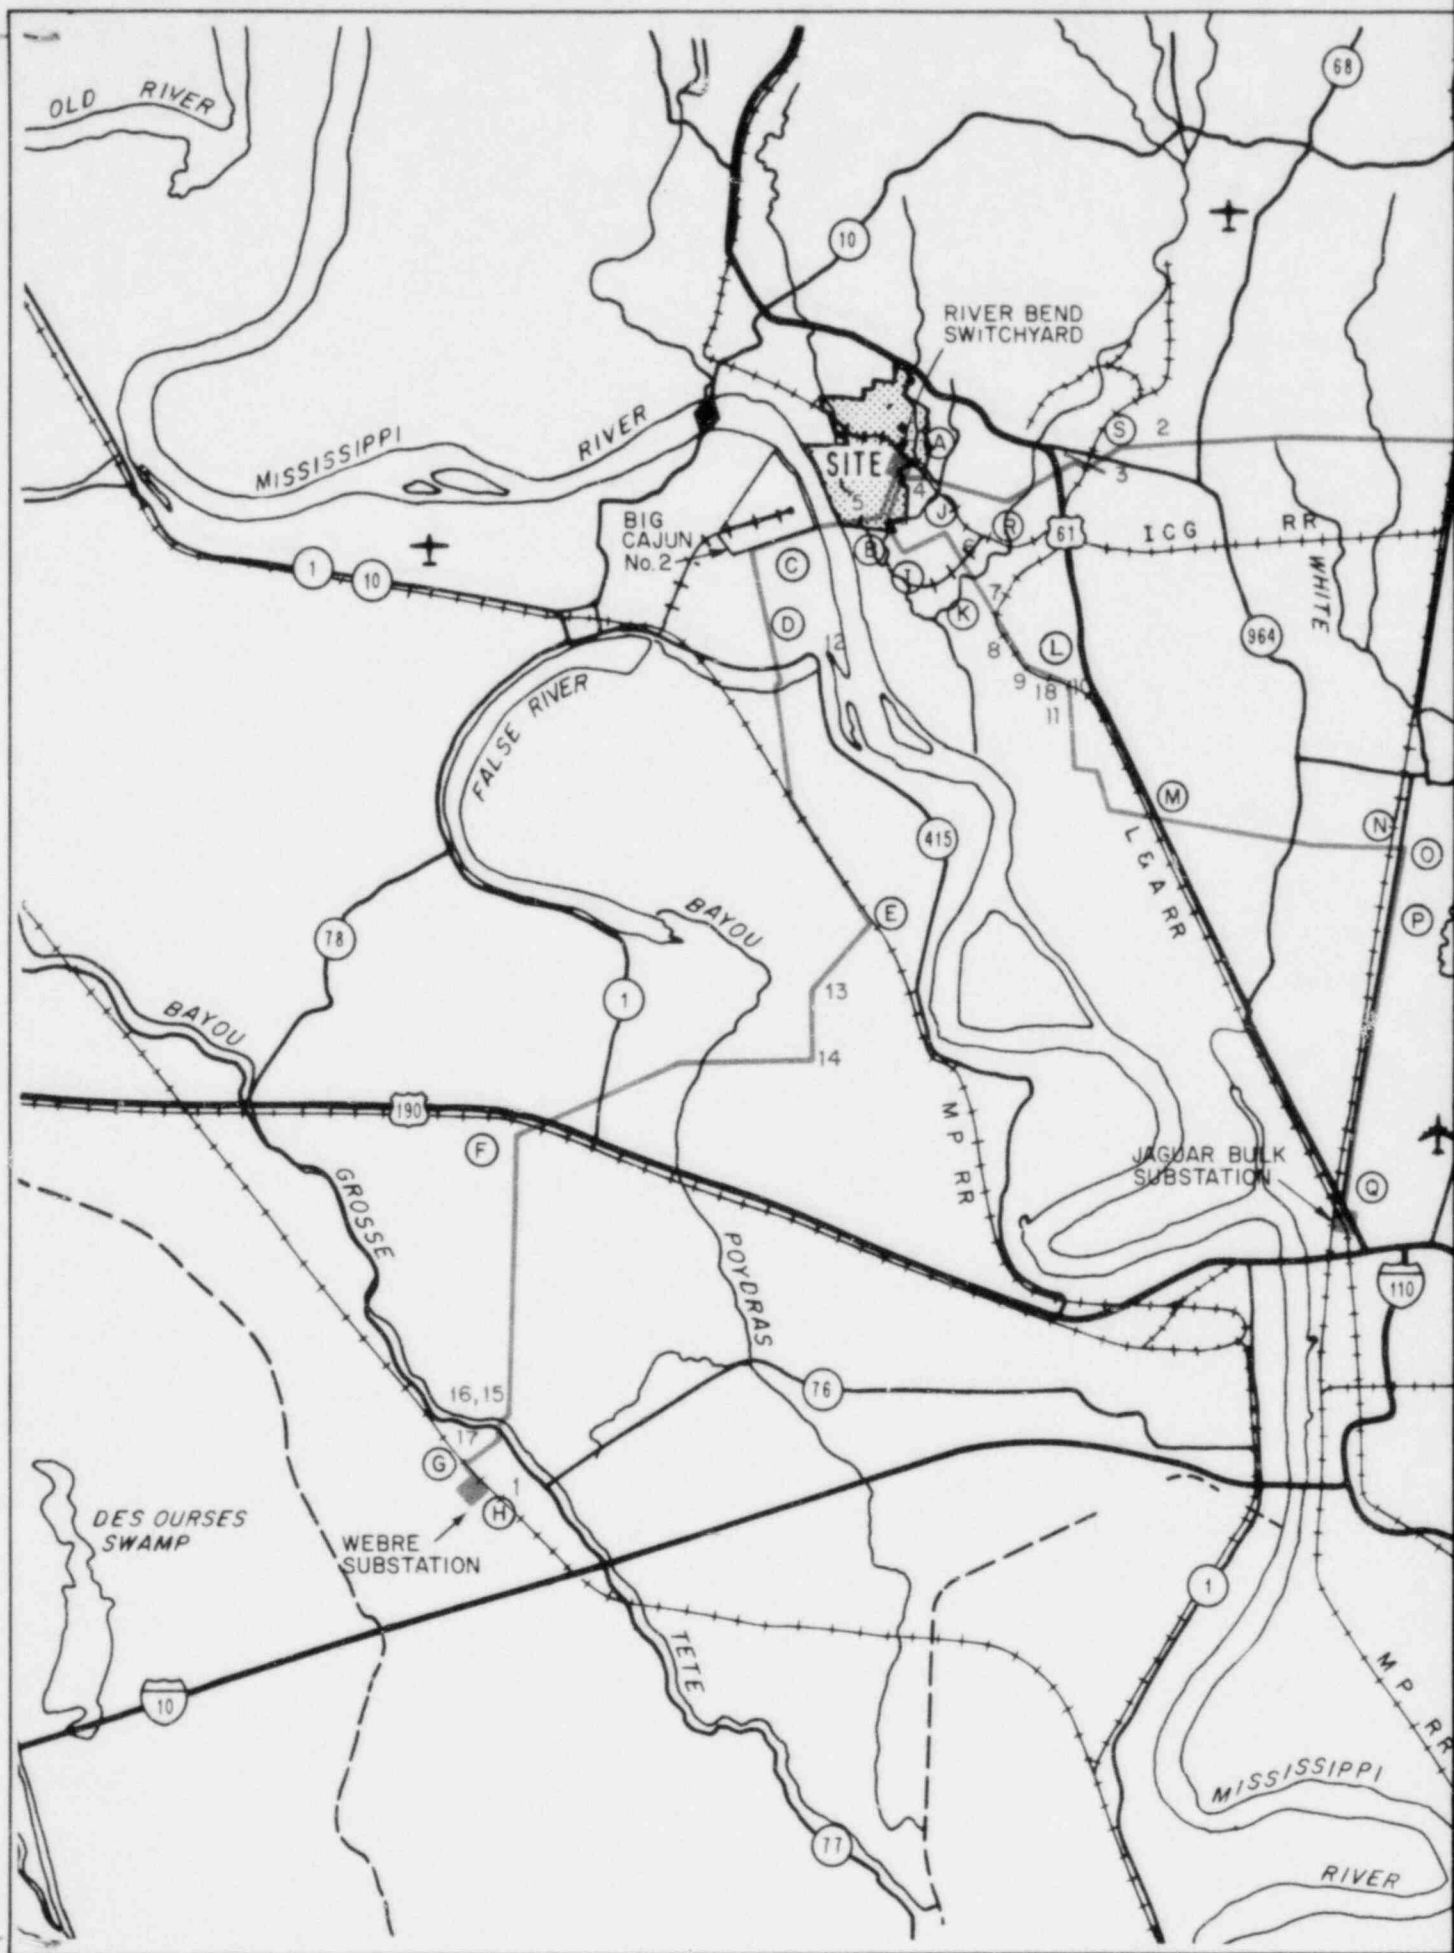 OLD RIVER
68
10
RIVER BEND
SWITCHYARD
MISSISSIPPI RIVER
A
S
2
SITE
3
4
5
J
R
61
ICG RR
BIG
CAJUN
No. 2
B
I
6
C
1
10
7
K
WHITE
D
12
8
L
964
9
18
10
11
FALSE RIVER
M
N
O
415
L & A RR
E
P
BAYOU
78
13
1
BAYOU
14
190
F
M P RR
JAGUAR BULK
SUBSTATION
Q
GROSSE
POYDRAS
110
76
16,15
17
G
1
H
DES OURSES
SWAMP
WEBRE
SUBSTATION
1
TETE
10
M P RR
MISSISSIPPI
77
RIVER